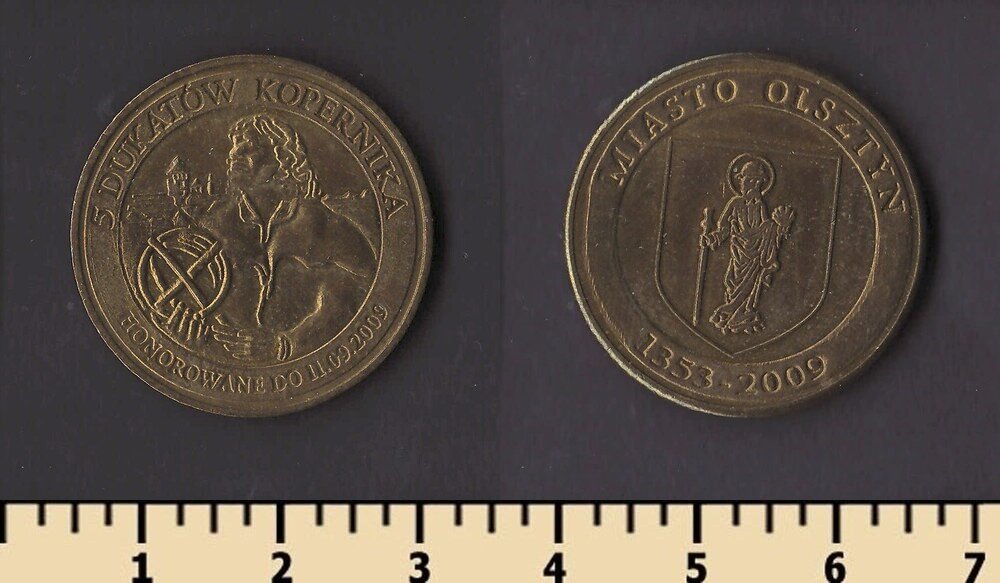 5 DUKATÓW KOPERNIKA
HONOROWANE DO 11.09.2009
MIASTO OLSZTYN
1353-2009
1 2 3 4 5 6 7